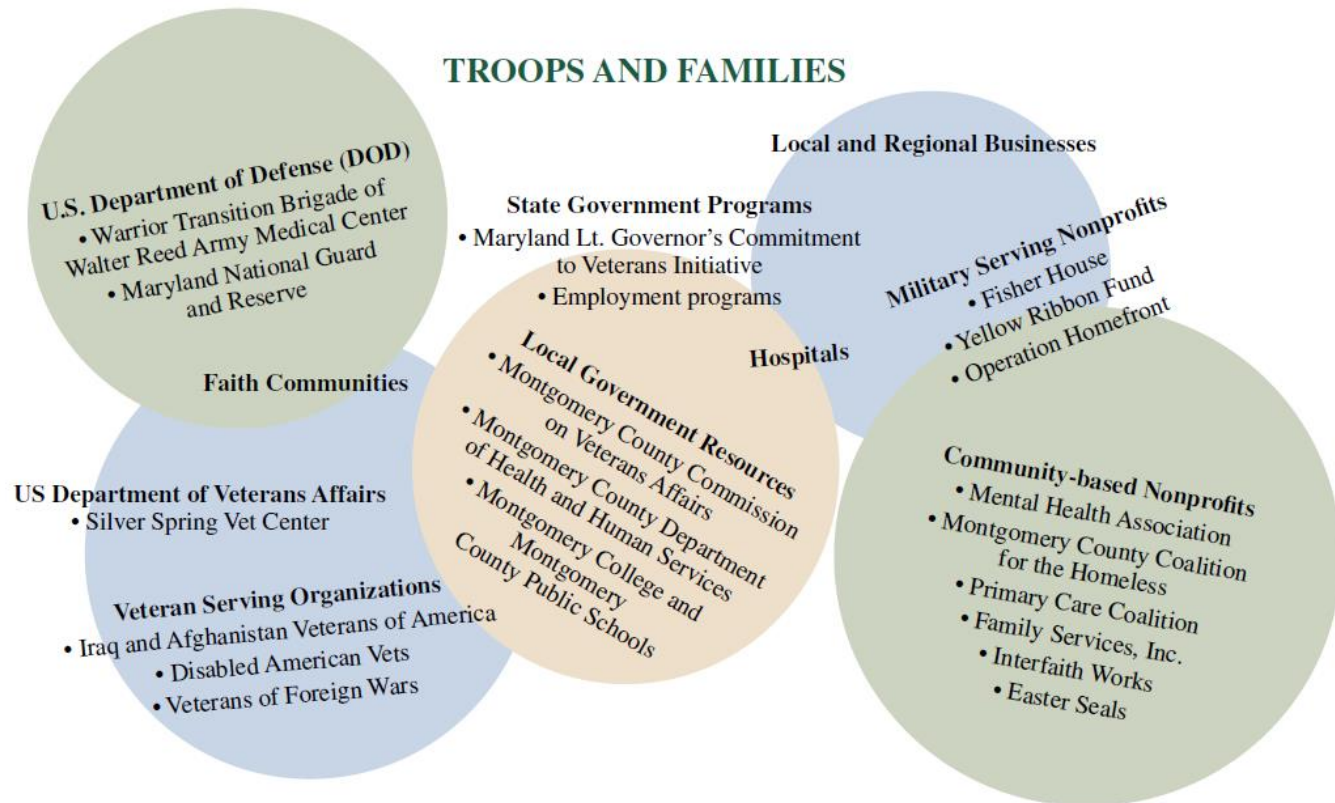 TROOPS AND FAMILIES
U.S. Department of Defense (DOD)
• Warrior Transition Brigade of
Walter Reed Army Medical Center
• Maryland National Guard
and Reserve
Faith Communities
US Department of Veterans Affairs
• Silver Spring Vet Center
Veteran Serving Organizations
• Iraq and Afghanistan Veterans of America
• Disabled American Vets
• Veterans of Foreign Wars
State Government Programs
• Maryland Lt. Governor's Commitment
to Veterans Initiative
• Employment programs
Local Government Resources
• Montgomery County Commission
on Veterans Affairs
• Montgomery County Department
of Health and Human Services
• Montgomery College and
Montgomery
County Public Schools
Local and Regional Businesses
Hospitals
Military Serving Nonprofits
• Fisher House
• Yellow Ribbon Fund
• Operation Homefront
Community-based Nonprofits
• Mental Health Association
• Montgomery County Coalition
for the Homeless
• Primary Care Coalition
• Family Services, Inc.
• Interfaith Works
• Easter Seals